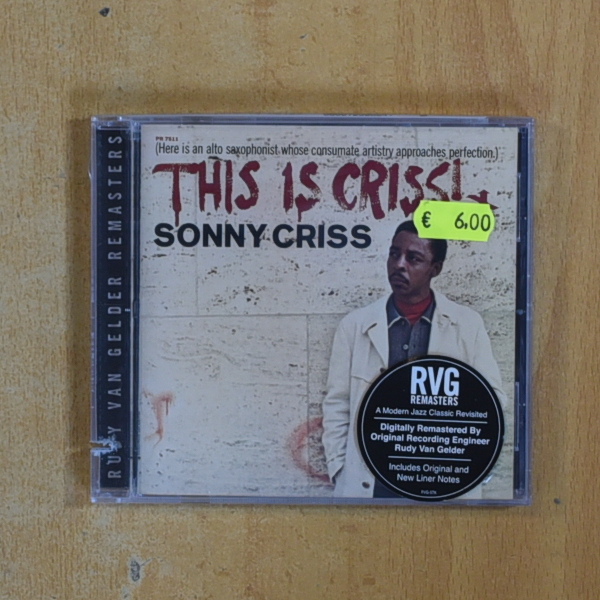 PR 7511
(Here is an alto saxophonist whose consumate artistry approaches perfection.)
THIS IS CRISS!
SONNY CRISS
€ 6,00
RUDY VAN GELDER REMASTERS
RVG
REMASTERS
A Modern Jazz Classic Revisited
Digitally Remastered By
Original Recording Engineer
Rudy Van Gelder
Includes Original and
New Liner Notes